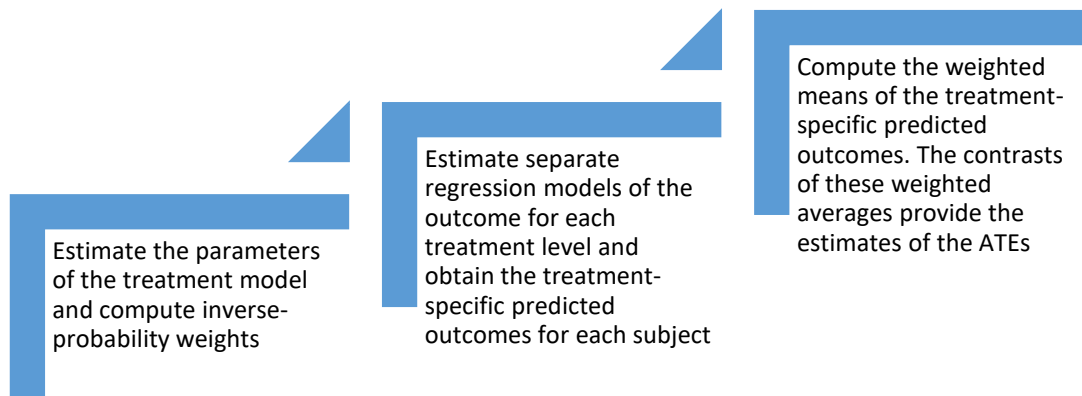 Estimate the parameters
of the treatment model
and compute inverse-
probability weights
Estimate separate
regression models of the
outcome for each
treatment level and
obtain the treatment-
specific predicted
outcomes for each subject
Compute the weighted
means of the treatment-
specific predicted
outcomes. The contrasts
of these weighted
averages provide the
estimates of the ATEs